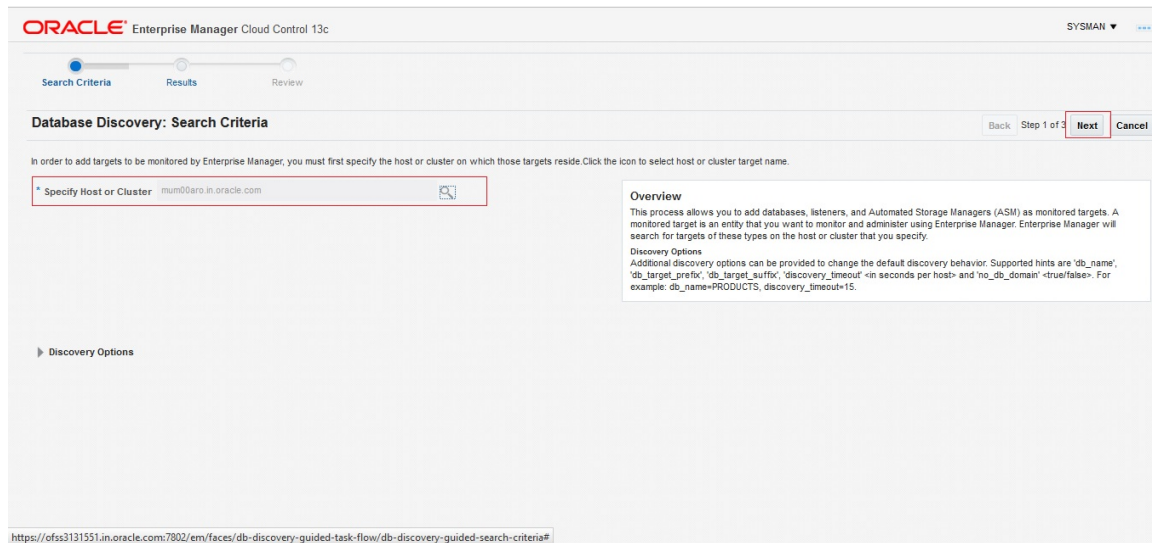 ORACLE Enterprise Manager Cloud Control 13c
SYSMAN
Search Criteria Results Review
Database Discovery: Search Criteria
Back Step 1 of 3 Next Cancel
In order to add targets to be monitored by Enterprise Manager, you must first specify the host or cluster on which those targets reside.Click the icon to select host or cluster target name.
* Specify Host or Cluster mum00aro.in.oracle.com
Overview
This process allows you to add databases, listeners, and Automated Storage Managers (ASM) as monitored targets. A
monitored target is an entity that you want to monitor and administer using Enterprise Manager. Enterprise Manager will
search for targets of these types on the host or cluster that you specify.
Discovery Options
Additional discovery options can be provided to change the default discovery behavior. Supported hints are 'db_name',
'db_target_prefix', 'db_target_suffix', 'discovery_timeout' <in seconds per host> and 'no_db_domain' <true/false>. For
example: db_name=PRODUCTS, discovery_timeout=15.
Discovery Options
https://ofss3131551.in.oracle.com:7802/em/faces/db-discovery-guided-task-flow/db-discovery-guided-search-criteria#